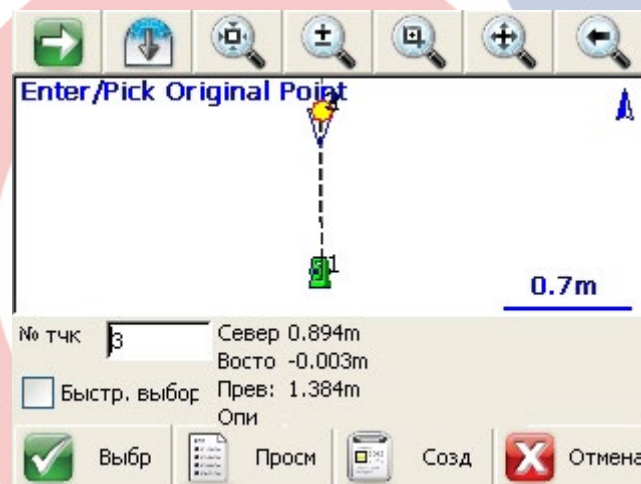 Enter/Pick Original Point
1
0.7m
№ тчк 3
Север 0.894m
Восто -0.003m
Быстр. выбор
Прев: 1.384m
Опи
Выбр Просм Созд Отмена